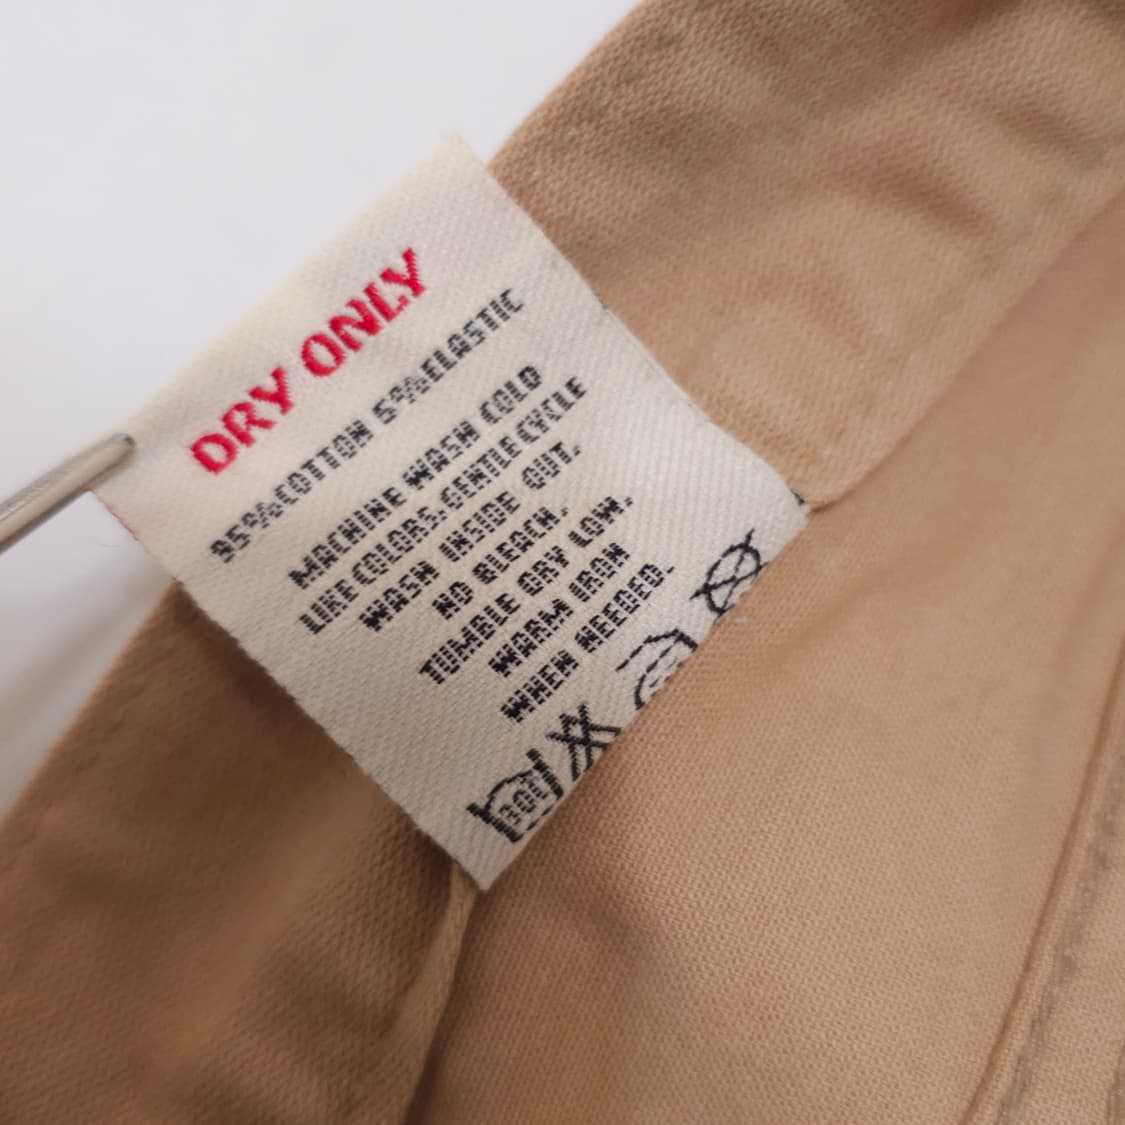 DRY ONLY
95%COTTON 5%ELASTIC
MACHINE WASH COLD
LIKE COLORS.GENTLE CYCLE
WASH INSIDE OUT.
NO BLEACH.
TUMBLE DRY LOW.
WARM IRON
WHEN NEEDED.